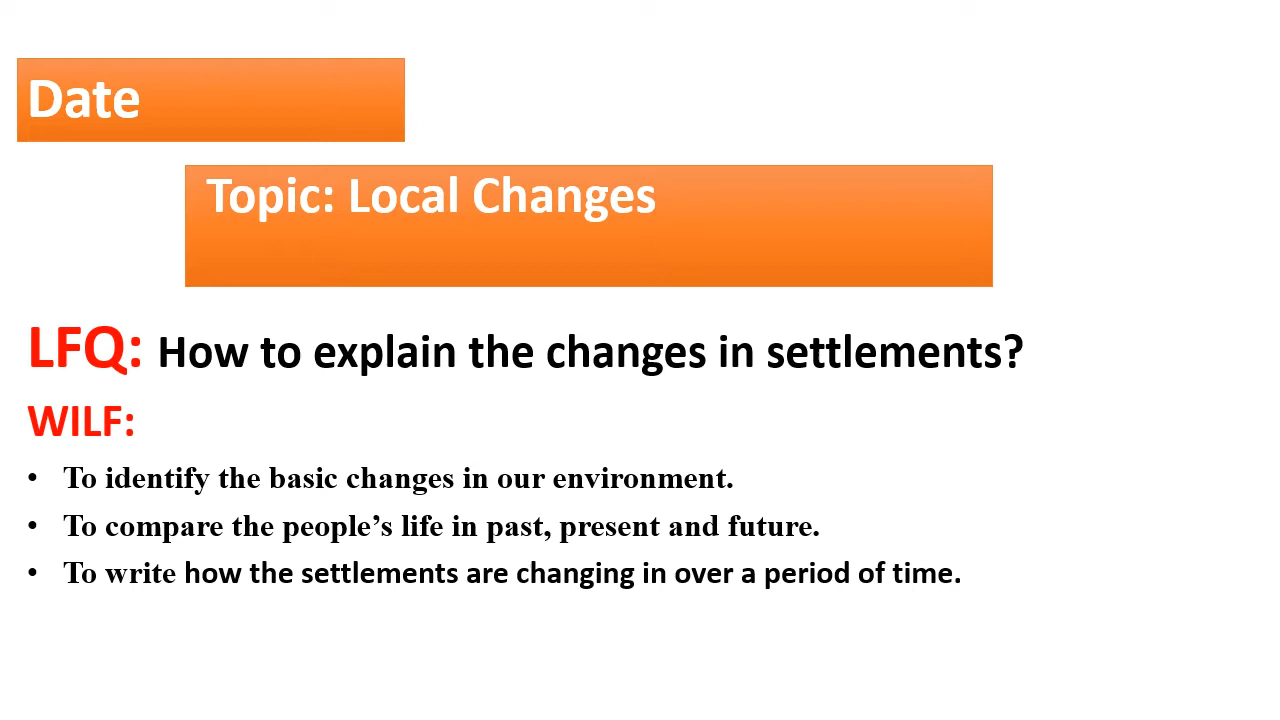 Date
Topic: Local Changes
LFQ: How to explain the changes in settlements?
WILF:
• To identify the basic changes in our environment.
• To compare the people’s life in past, present and future.
• To write how the settlements are changing in over a period of time.